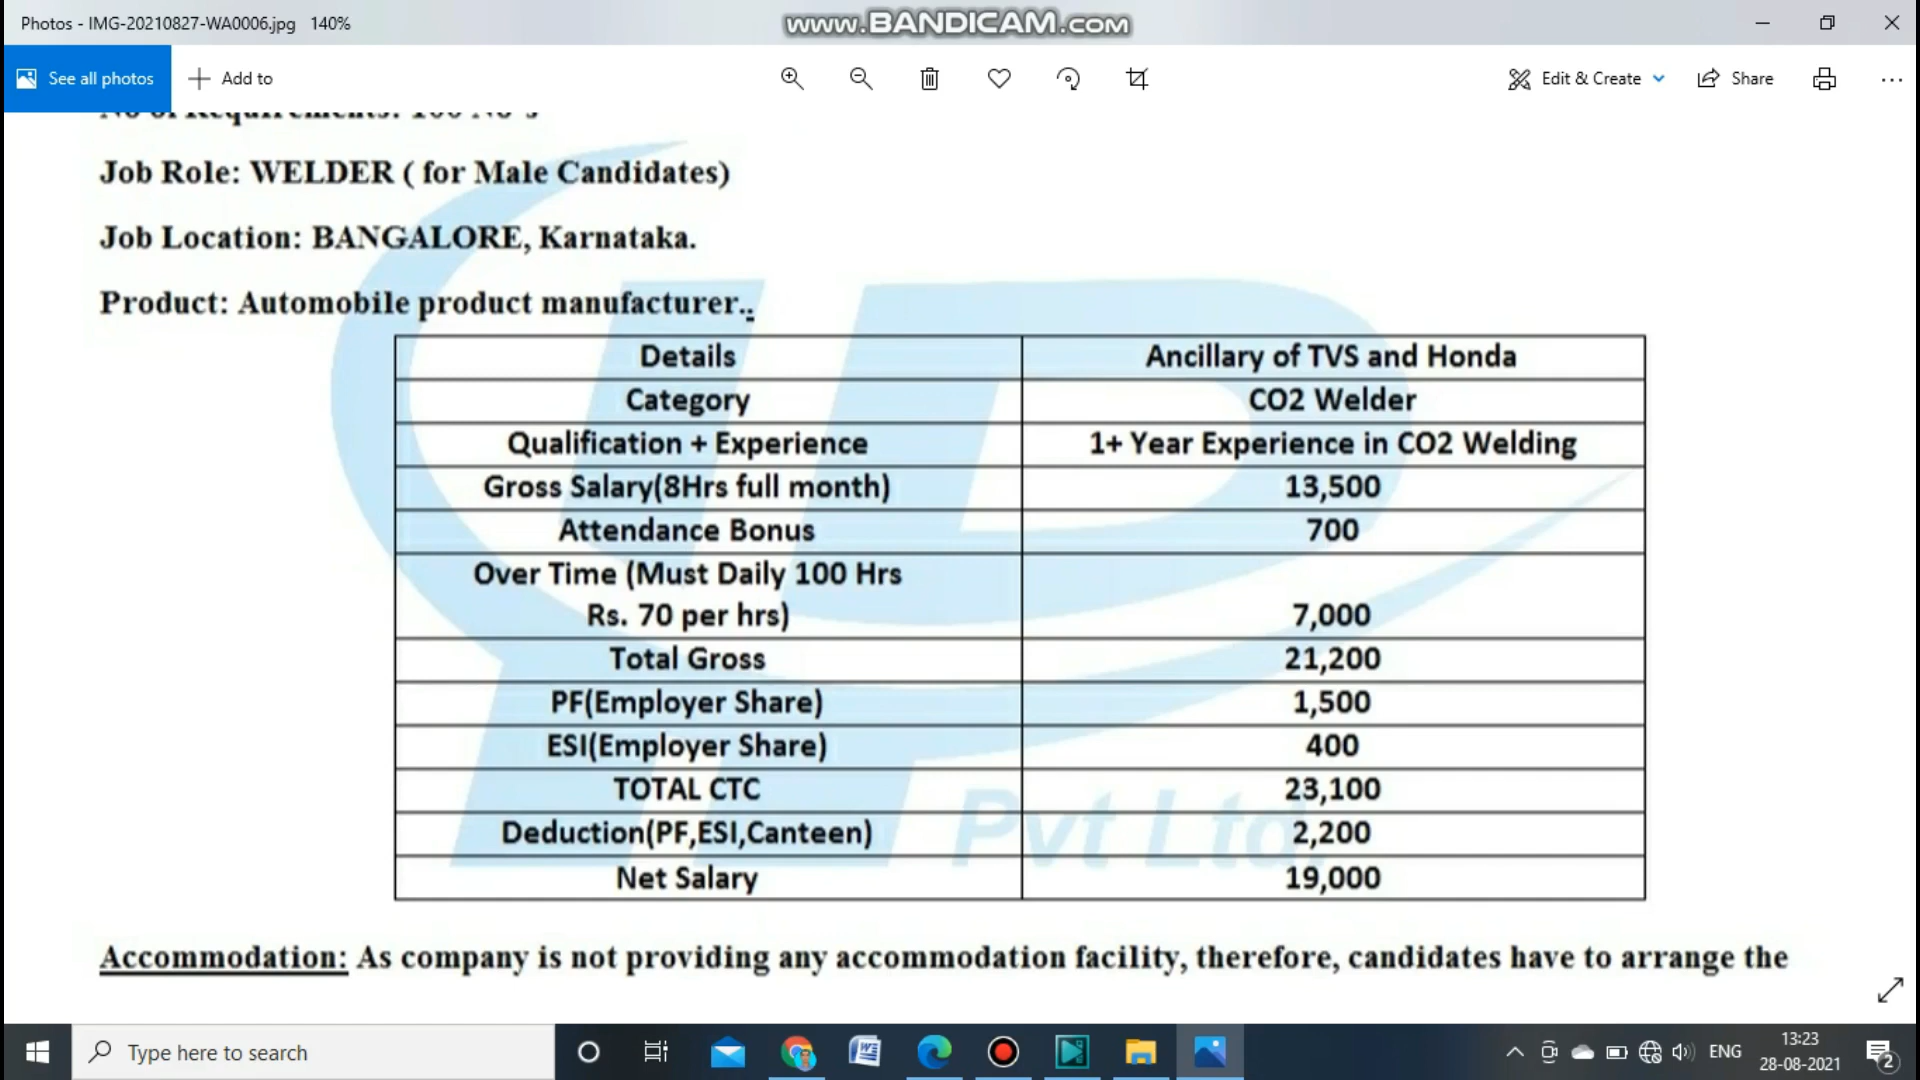 Photos - IMG-20210827-WA0006.jpg 140%
www.BANDICAM.com
See all photos
Add to
Edit & Create
Share
No of Requirements: 100 No's
Job Role: WELDER ( for Male Candidates)
Job Location: BANGALORE, Karnataka.
Product: Automobile product manufacturer..
Details Ancillary of TVS and Honda
Category CO2 Welder
Qualification + Experience 1+ Year Experience in CO2 Welding
Gross Salary(8Hrs full month) 13,500
Attendance Bonus 700
Over Time (Must Daily 100 Hrs
Rs. 70 per hrs) 7,000
Total Gross 21,200
PF(Employer Share) 1,500
ESI(Employer Share) 400
TOTAL CTC 23,100
Deduction(PF,ESI,Canteen) 2,200
Net Salary 19,000
Pvt Ltd.
Accommodation: As company is not providing any accommodation facility, therefore, candidates have to arrange the
Type here to search
ENG
13:23
28-08-2021
2